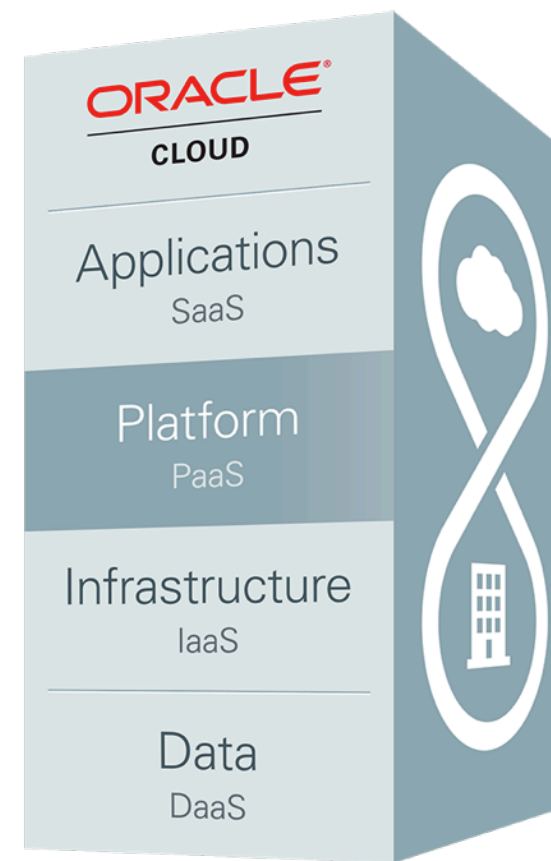 ORACLE®
CLOUD
Applications
SaaS
Platform
PaaS
Infrastructure
IaaS
Data
DaaS